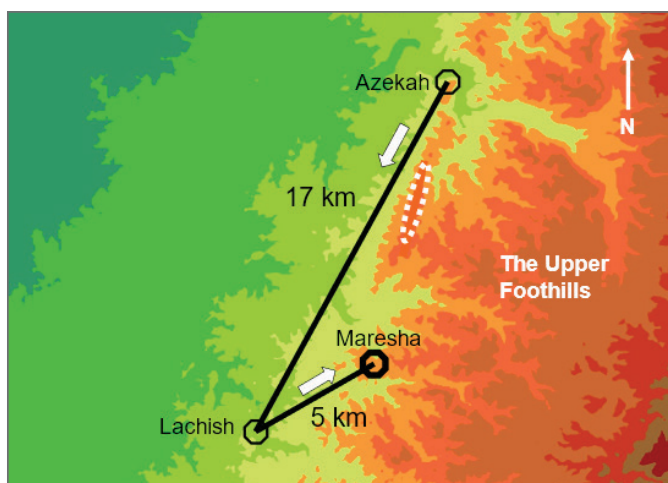 Azekah
N
17 km
The Upper
Foothills
Maresha
5 km
Lachish